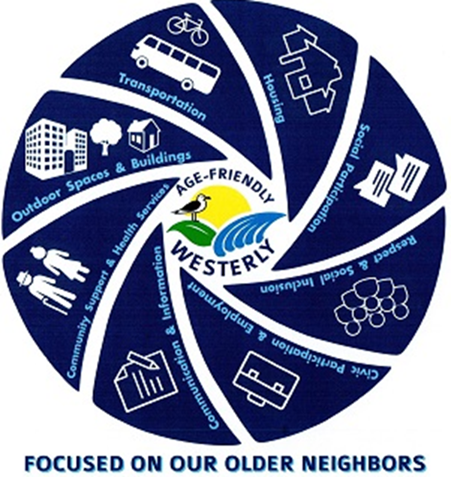 Transportation
Housing
Social Participation
Respect & Social Inclusion
Civic Participation & Employment
Communication & Information
Community Support & Health Services
Outdoor Spaces & Buildings
AGE-FRIENDLY
WESTERLY
FOCUSED ON OUR OLDER NEIGHBORS